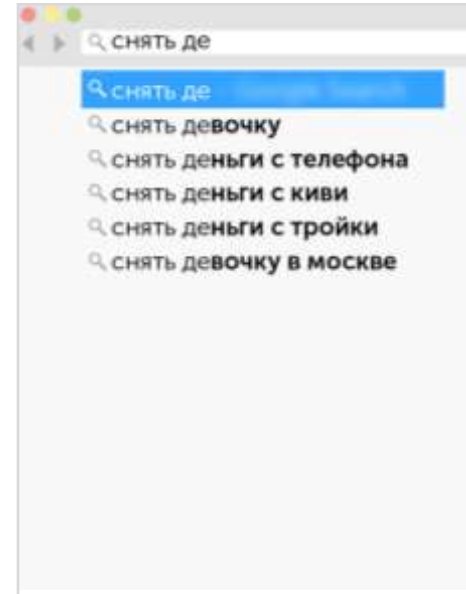 снять де
снять де
снять девочку
снять деньги с телефона
снять деньги с киви
снять деньги с тройки
снять девочку в москве